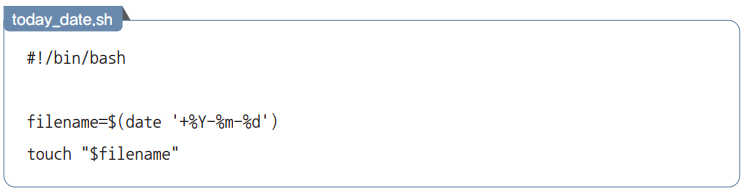 today_date.sh
#!/bin/bash
filename=$(date '+%Y-%m-%d')
touch "$filename"